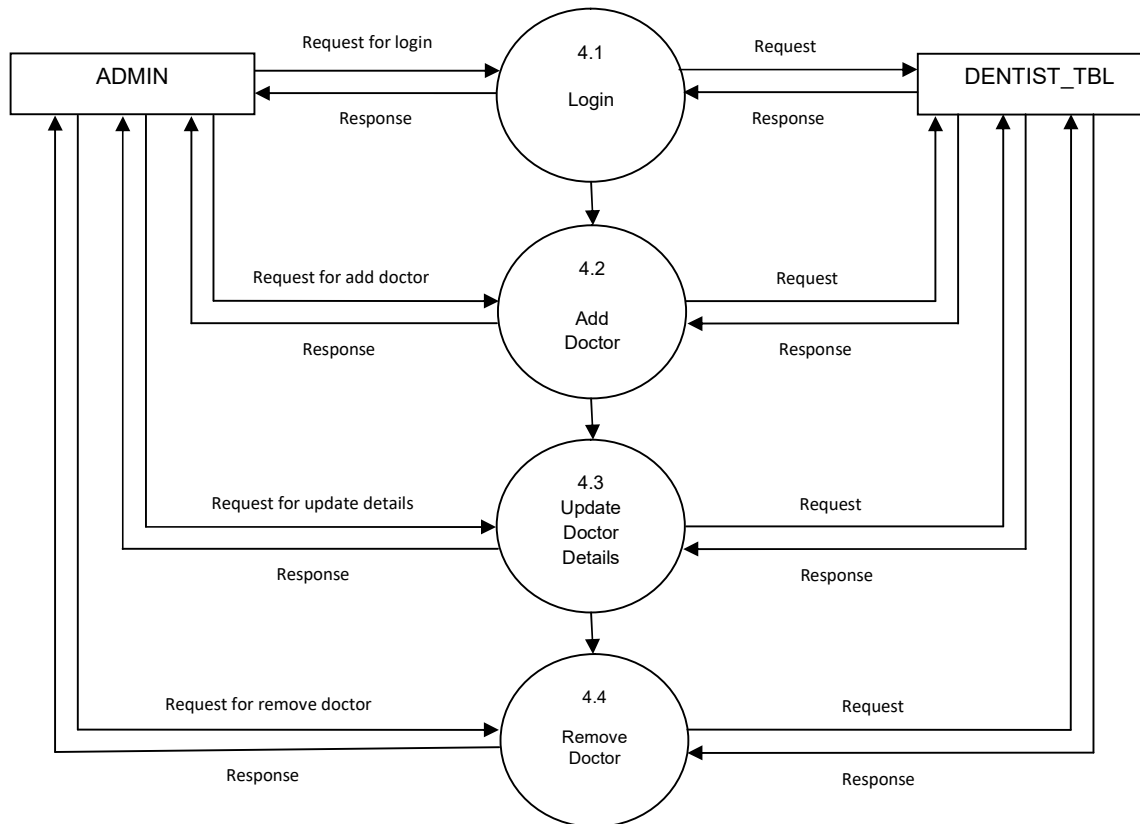 Request for login
4.1
Request
ADMIN
DENTIST_TBL
Login
Response
Response
Request for add doctor
4.2
Request
Add
Doctor
Response
Response
4.3
Request for update details
Update
Request
Doctor
Details
Response
Response
4.4
Request for remove doctor
Request
Remove
Doctor
Response
Response